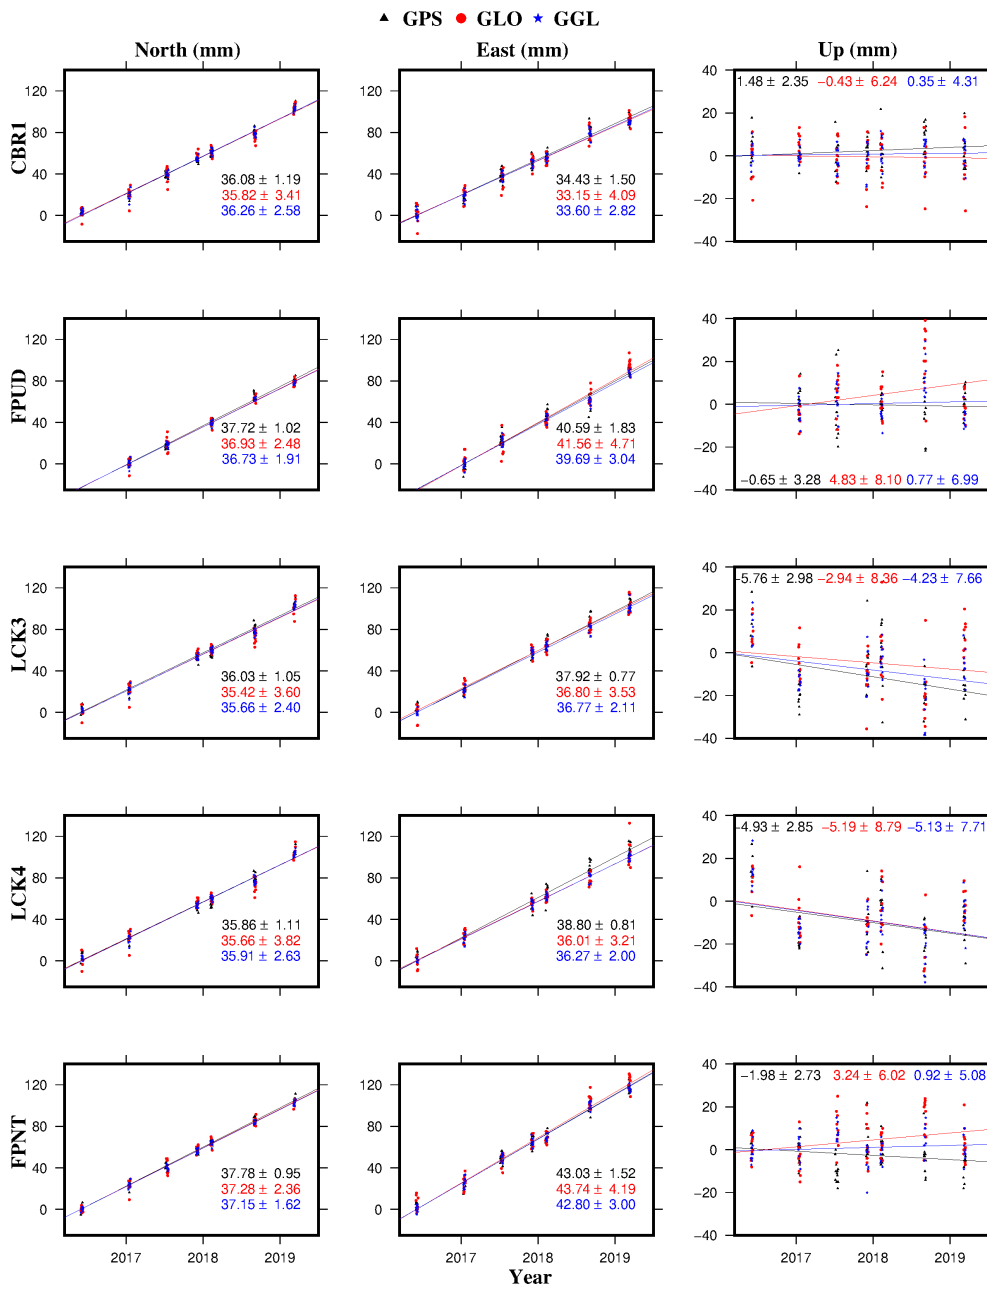 GPS GLO GGL
North (mm) East (mm) Up (mm)
CBR1
120
80
40
0
36.08 ± 1.19
35.82 ± 3.41
36.26 ± 2.58
120
80
40
0
34.43 ± 1.50
33.15 ± 4.09
33.60 ± 2.82
40
20
0
−20
−40
1.48 ± 2.35 −0.43 ± 6.24 0.35 ± 4.31
FPUD
120
80
40
0
37.72 ± 1.02
36.93 ± 2.48
36.73 ± 1.91
120
80
40
0
40.59 ± 1.83
41.56 ± 4.71
39.69 ± 3.04
40
20
0
−20
−40
−0.65 ± 3.28 4.83 ± 8.10 0.77 ± 6.99
LCK3
120
80
40
0
36.03 ± 1.05
35.42 ± 3.60
35.66 ± 2.40
120
80
40
0
37.92 ± 0.77
36.80 ± 3.53
36.77 ± 2.11
40
20
0
−20
−40
−5.76 ± 2.98 −2.94 ± 8.36 −4.23 ± 7.66
LCK4
120
80
40
0
35.86 ± 1.11
35.66 ± 3.82
35.91 ± 2.63
120
80
40
0
38.80 ± 0.81
36.01 ± 3.21
36.27 ± 2.00
40
20
0
−20
−40
−4.93 ± 2.85 −5.19 ± 8.79 −5.13 ± 7.71
FPNT
120
80
40
0
37.78 ± 0.95
37.28 ± 2.36
37.15 ± 1.62
120
80
40
0
43.03 ± 1.52
43.74 ± 4.19
42.80 ± 3.00
40
20
0
−20
−40
−1.98 ± 2.73 3.24 ± 6.02 0.92 ± 5.08
2017 2018 2019
2017 2018 2019
2017 2018 2019
Year